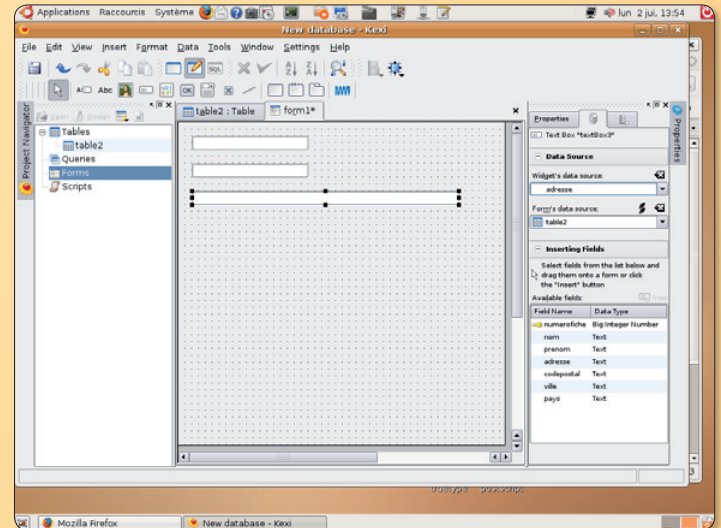 Applications Raccourcis Système
lun 2 jui, 13:54
New database - Kexi
File Edit View Insert Format Data Tools Window Settings Help
SQL
Abc
OK
Project Navigator
Open Design
Tables
table2
Queries
Forms
Scripts
table2 : Table
form1*
Properties
Properties
Text Box "textBox3"
Data Source
Widget's data source:
adresse
Form's data source:
table2
Inserting Fields
Select fields from the list below and
drag them onto a form or click
the "Insert" button
Available fields:
Field Name Data Type
numerofiche Big Integer Number
nom Text
prenom Text
adresse Text
codepostal Text
ville Text
pays Text
Mozilla Firefox
New database - Kexi